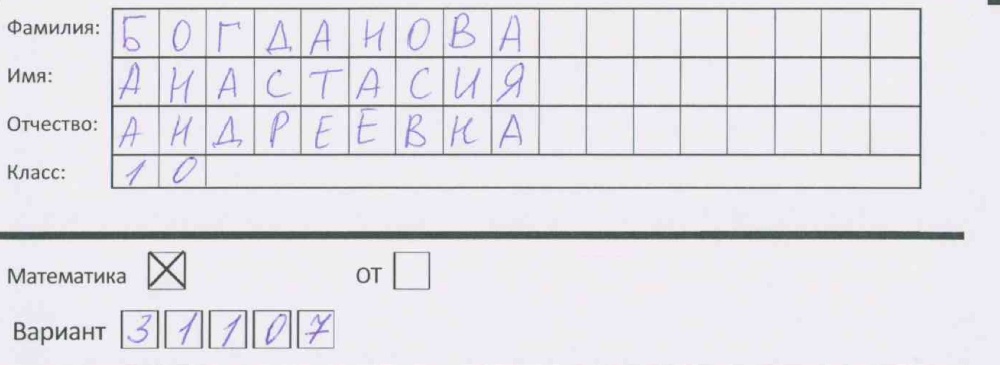 Фамилия: БОГДАНОВА
Имя: АНАСТАСИЯ
Отчество: АНДРЕЕВНА
Класс: 10
Математика ☒ ОТ ☐
Вариант 31107